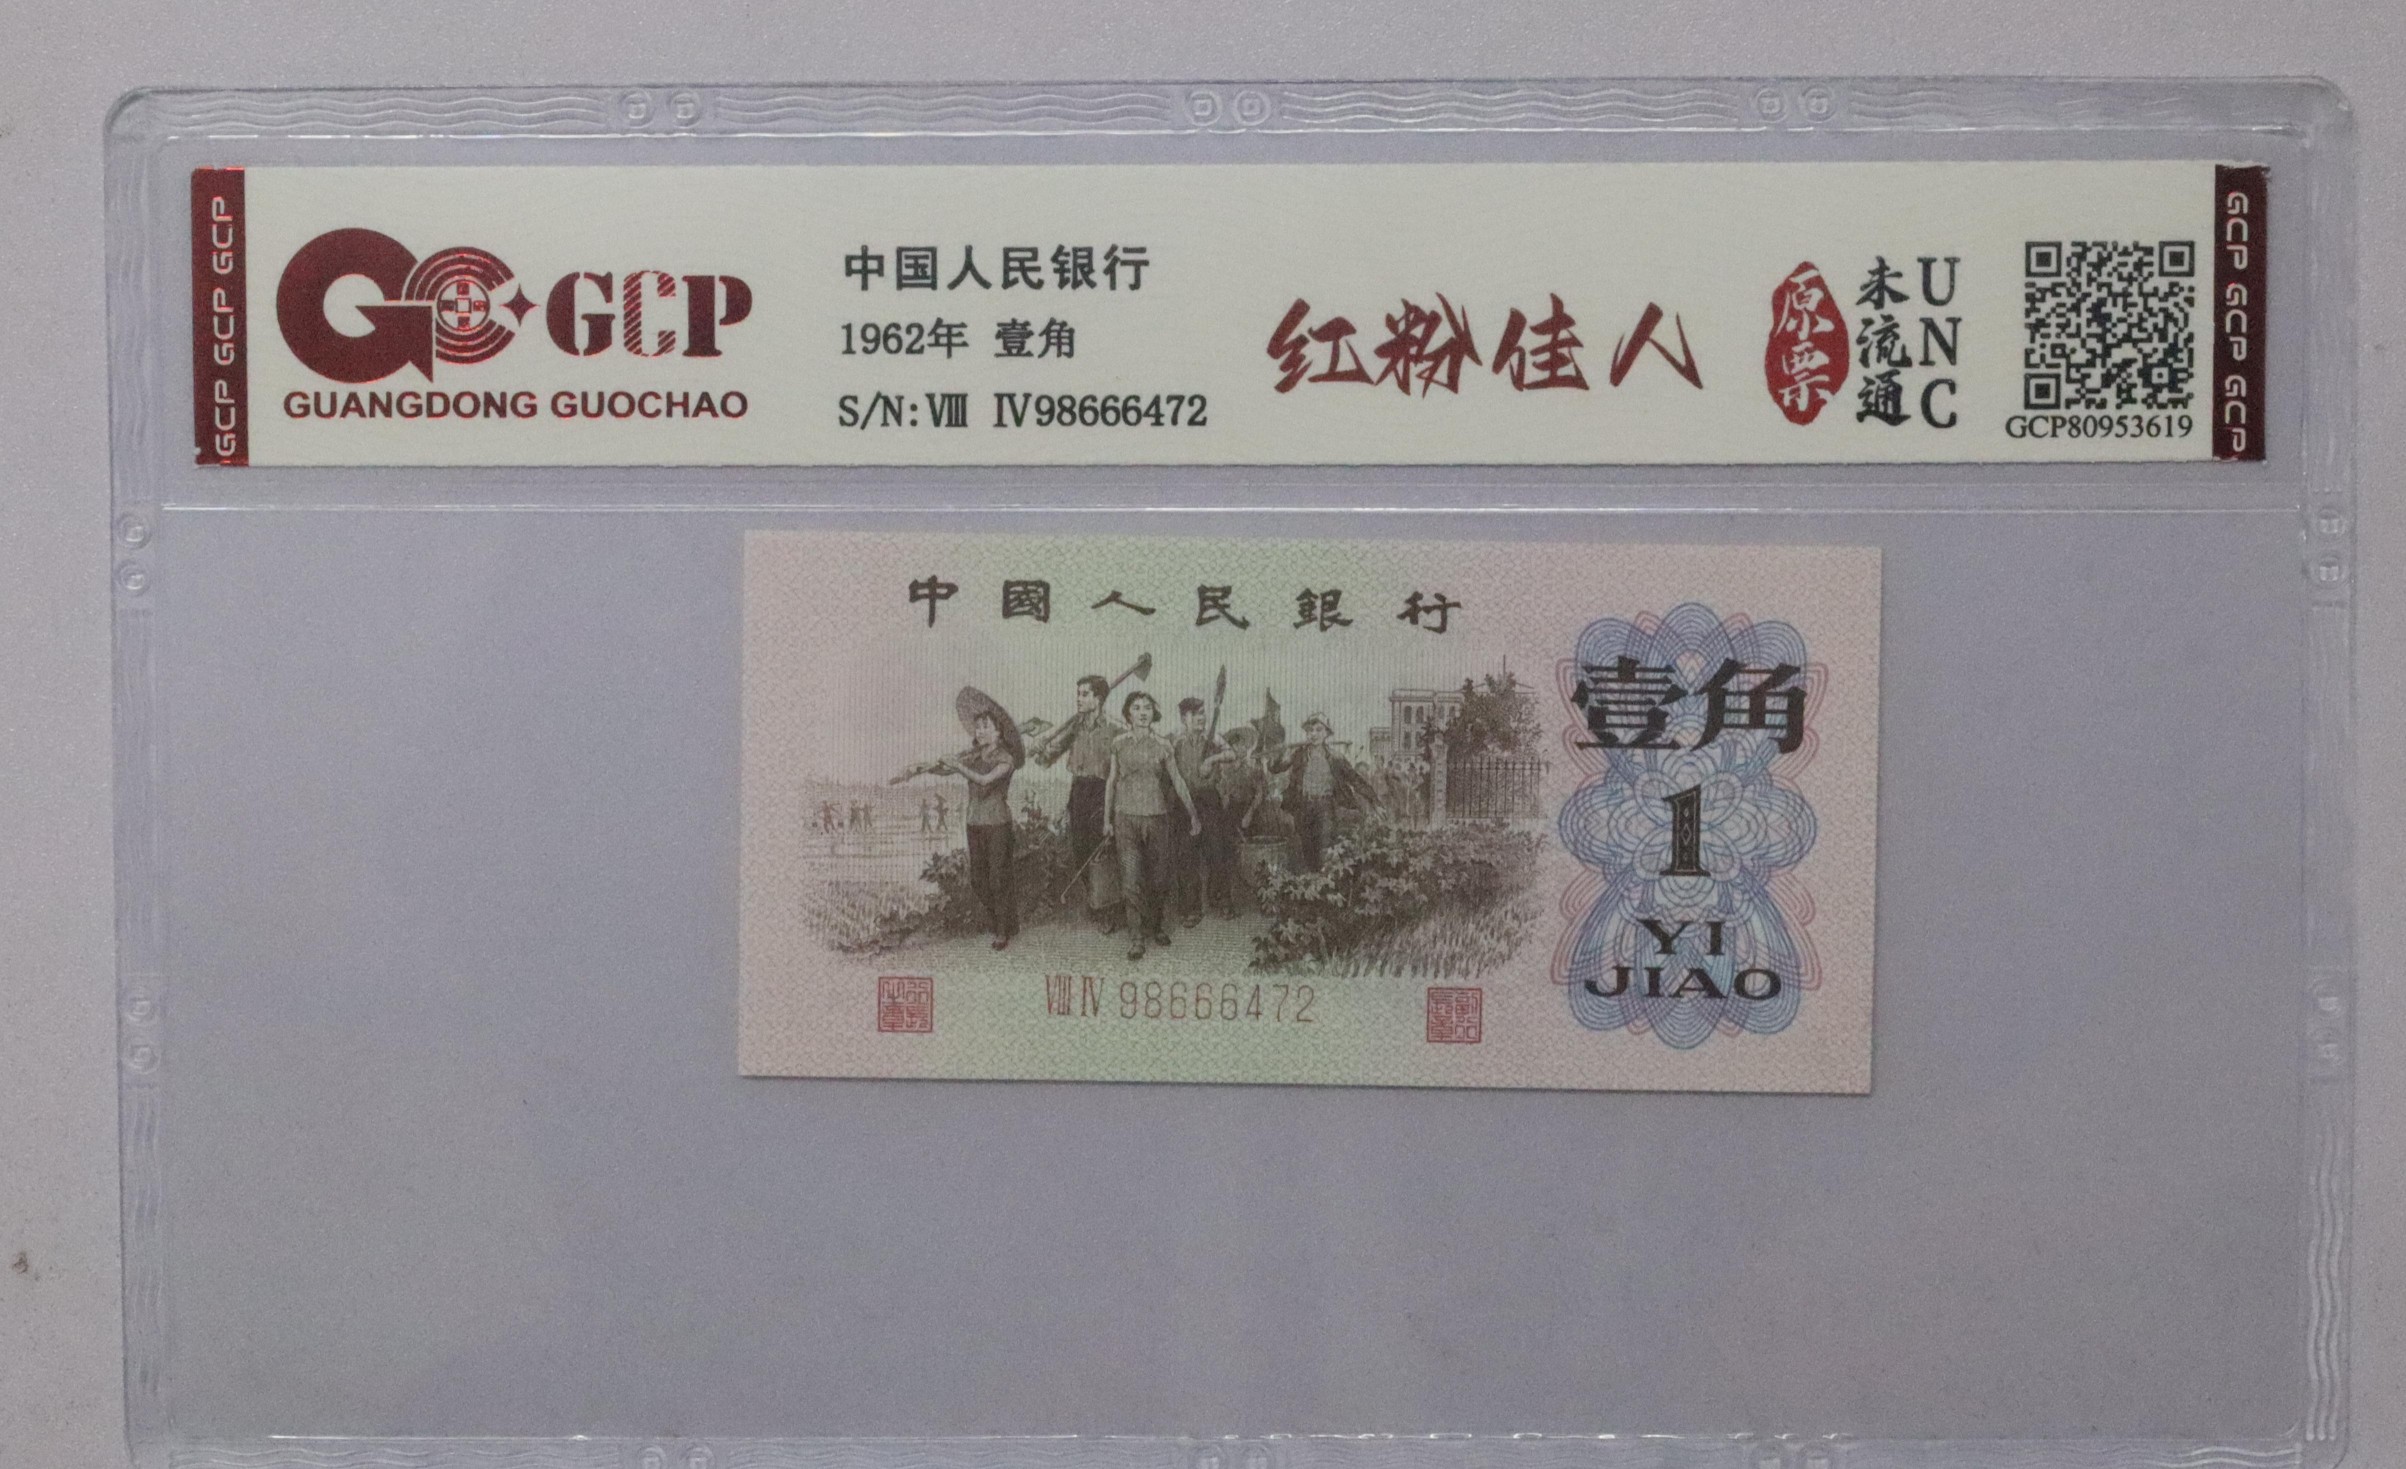 GCP GCP GCP
GCP
GUANGDONG GUOCHAO
中国人民银行
1962年 壹角
S/N:Ⅷ Ⅳ98666472
红粉佳人
原票
未流通
UNC
GCP80953619
GCP GCP GCP
中國人民銀行
壹角
1
YI
JIAO
Ⅷ Ⅳ 98666472